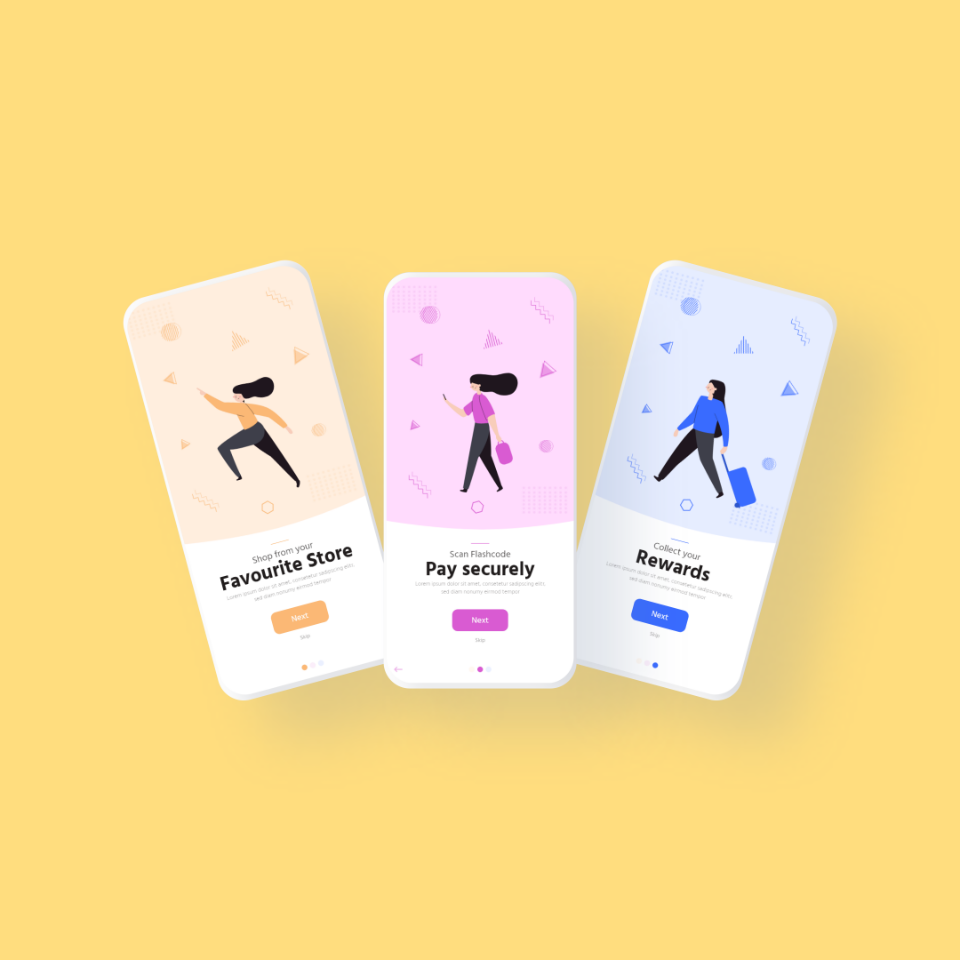 Shop from your
Favourite Store
Lorem ipsum dolor sit amet, consetetur sadipscing elitr,
sed diam nonumy eirmod tempor
Next
Skip
Scan Flashcode
Pay securely
Lorem ipsum dolor sit amet, consetetur sadipscing elitr,
sed diam nonumy eirmod tempor
Next
Skip
Collect your
Rewards
Lorem ipsum dolor sit amet, consetetur sadipscing elitr,
sed diam nonumy eirmod tempor
Next
Skip